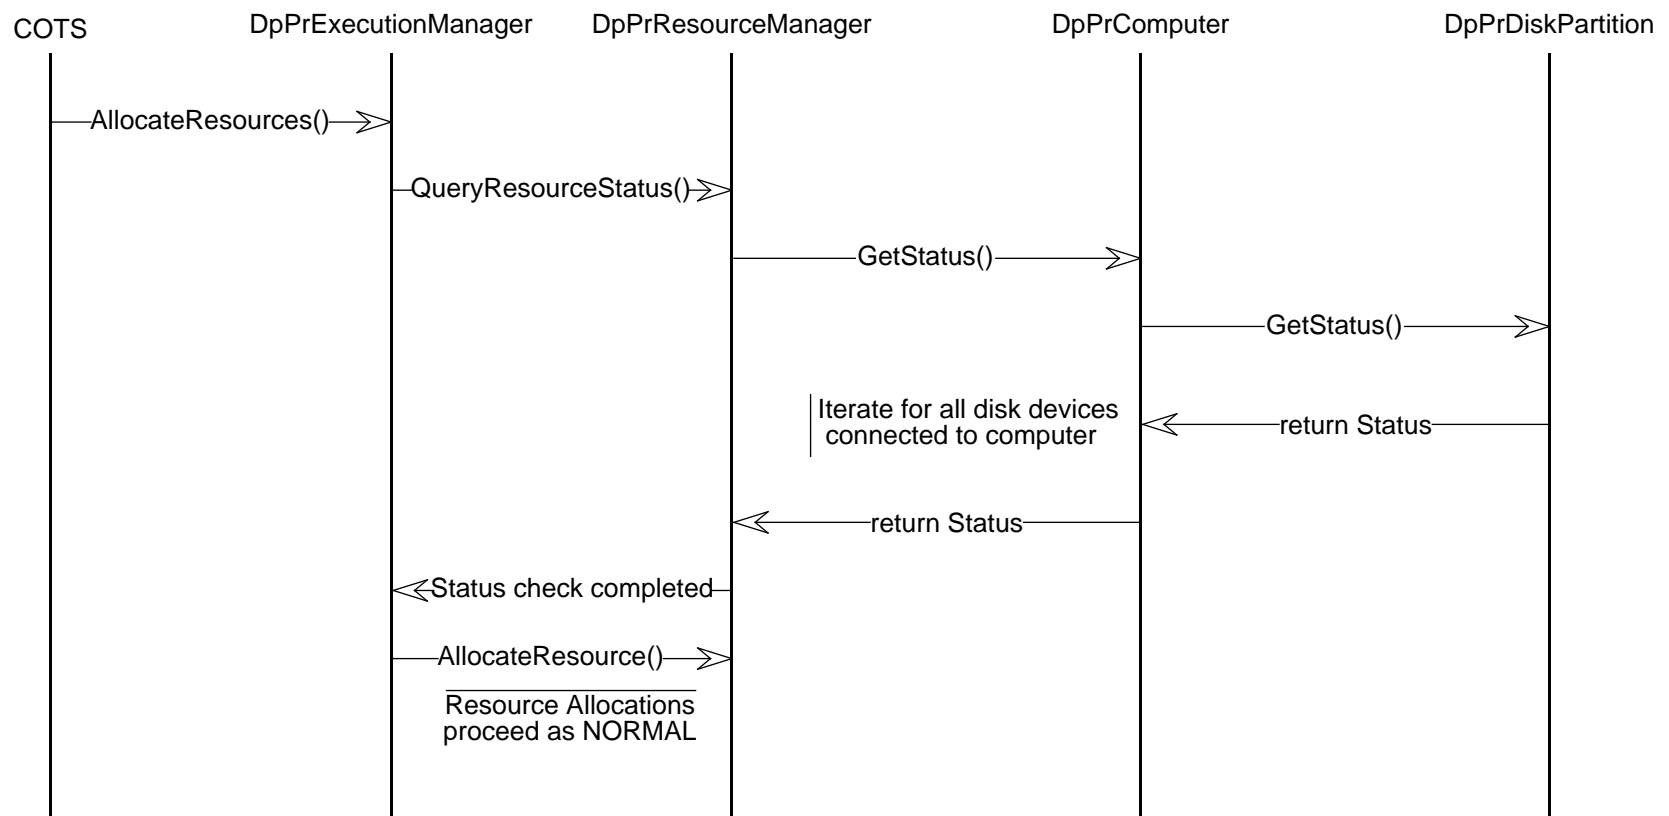 COTS
DpPrExecutionManager
DpPrResourceManager
DpPrComputer
DpPrDiskPartition
AllocateResources()
QueryResourceStatus()
GetStatus()
GetStatus()
Iterate for all disk devices
connected to computer
return Status
return Status
Status check completed
AllocateResource()
Resource Allocations
proceed as NORMAL